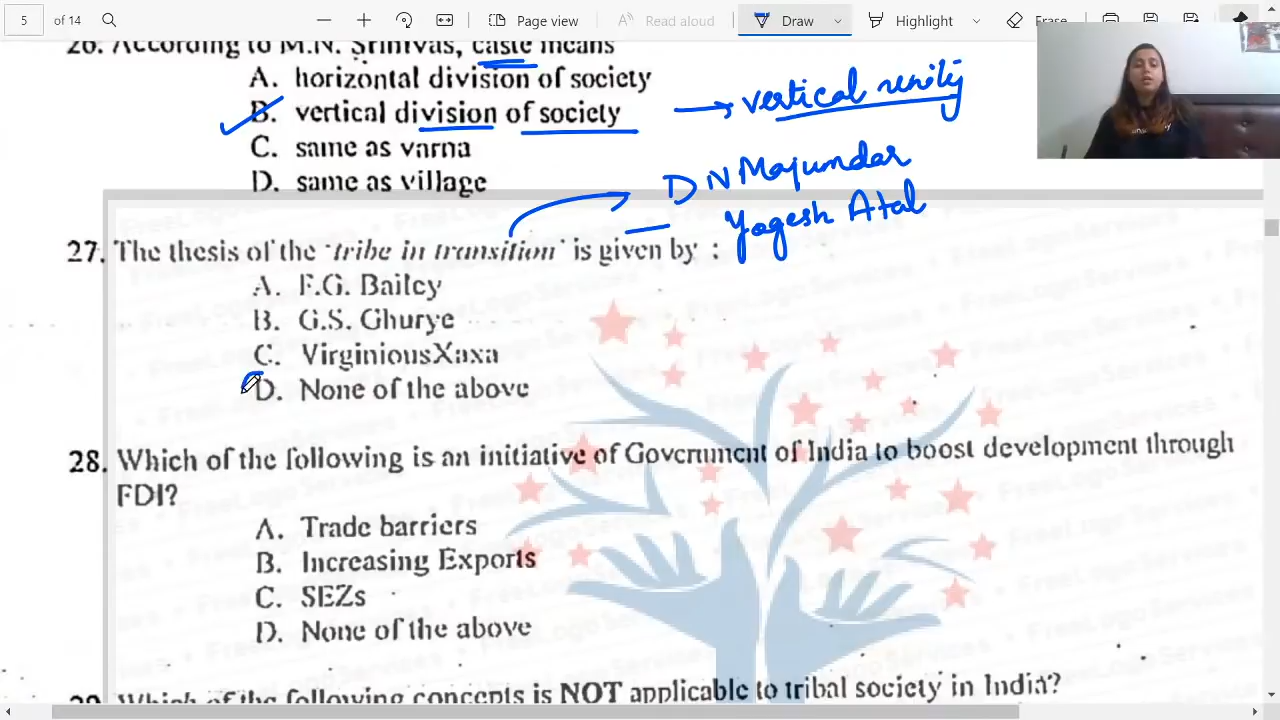 5 of 14 Page view Read aloud Draw Highlight Erase
26. According to M.N. Srinivas, caste means
A. horizontal division of society
B. vertical division of society
vertical
C. same as varna
D. same as village
D N Majumdar
Yogesh Atal
27. The thesis of the 'tribe in transition' is given by :
A. F.G. Bailey
B. G.S. Ghurye
C. VirginiousXaxa
D. None of the above
28. Which of the following is an initiative of Government of India to boost development through
FDI?
A. Trade barriers
B. Increasing Exports
C. SEZs
D. None of the above
29. Which of the following concepts is NOT applicable to tribal society in India?